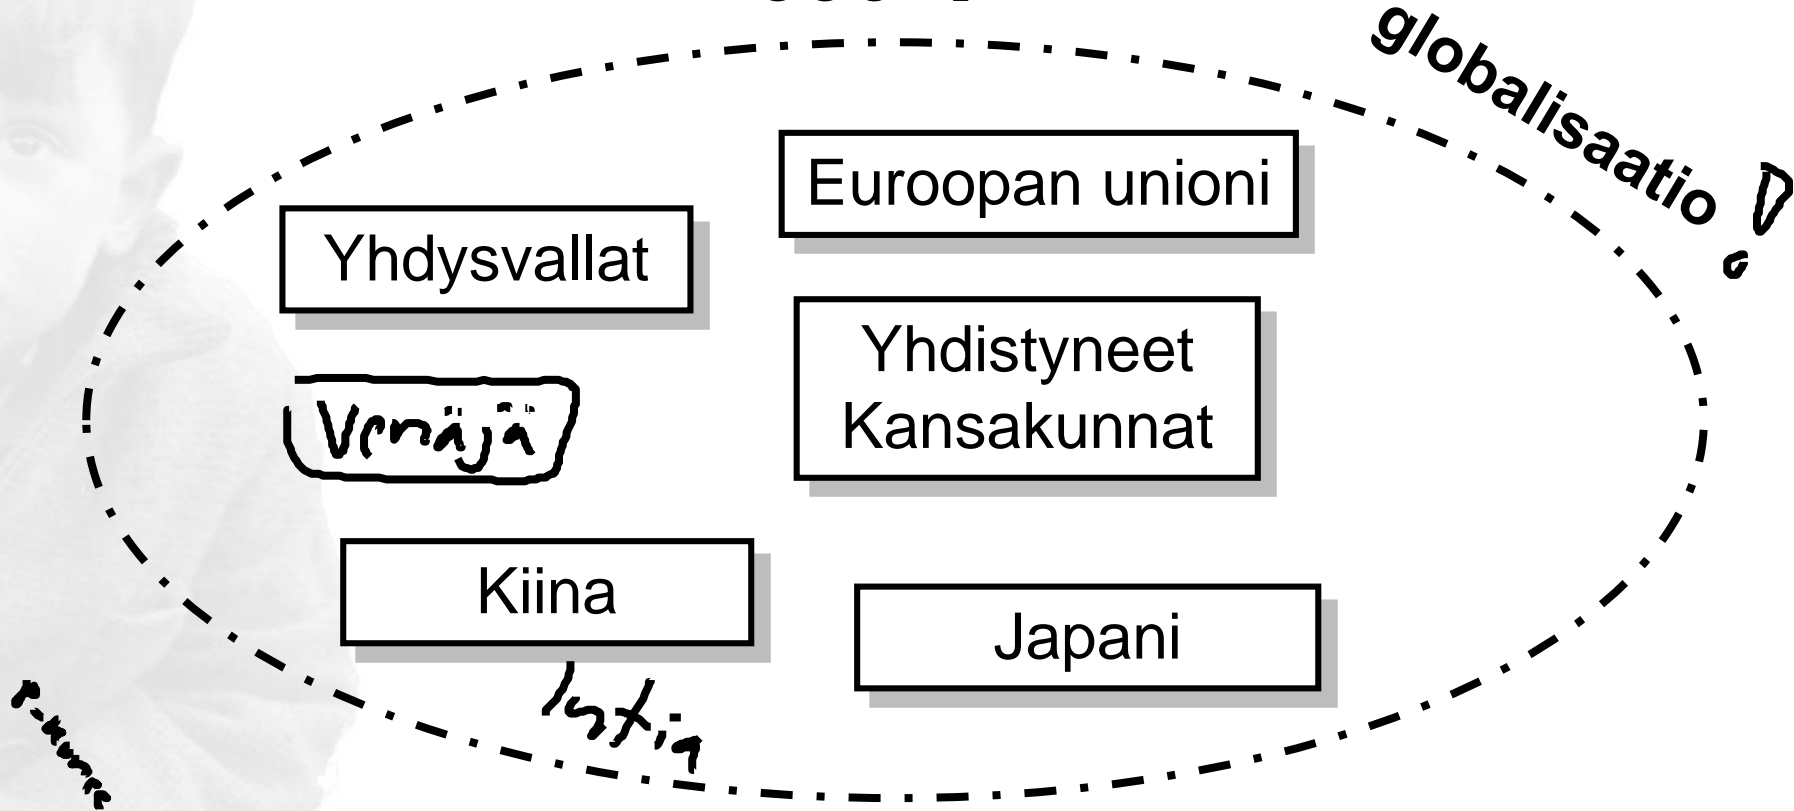 globalisaatio !
Euroopan unioni
Yhdysvallat
Yhdistyneet
Kansakunnat
Venäjä
Kiina
Japani
Intia